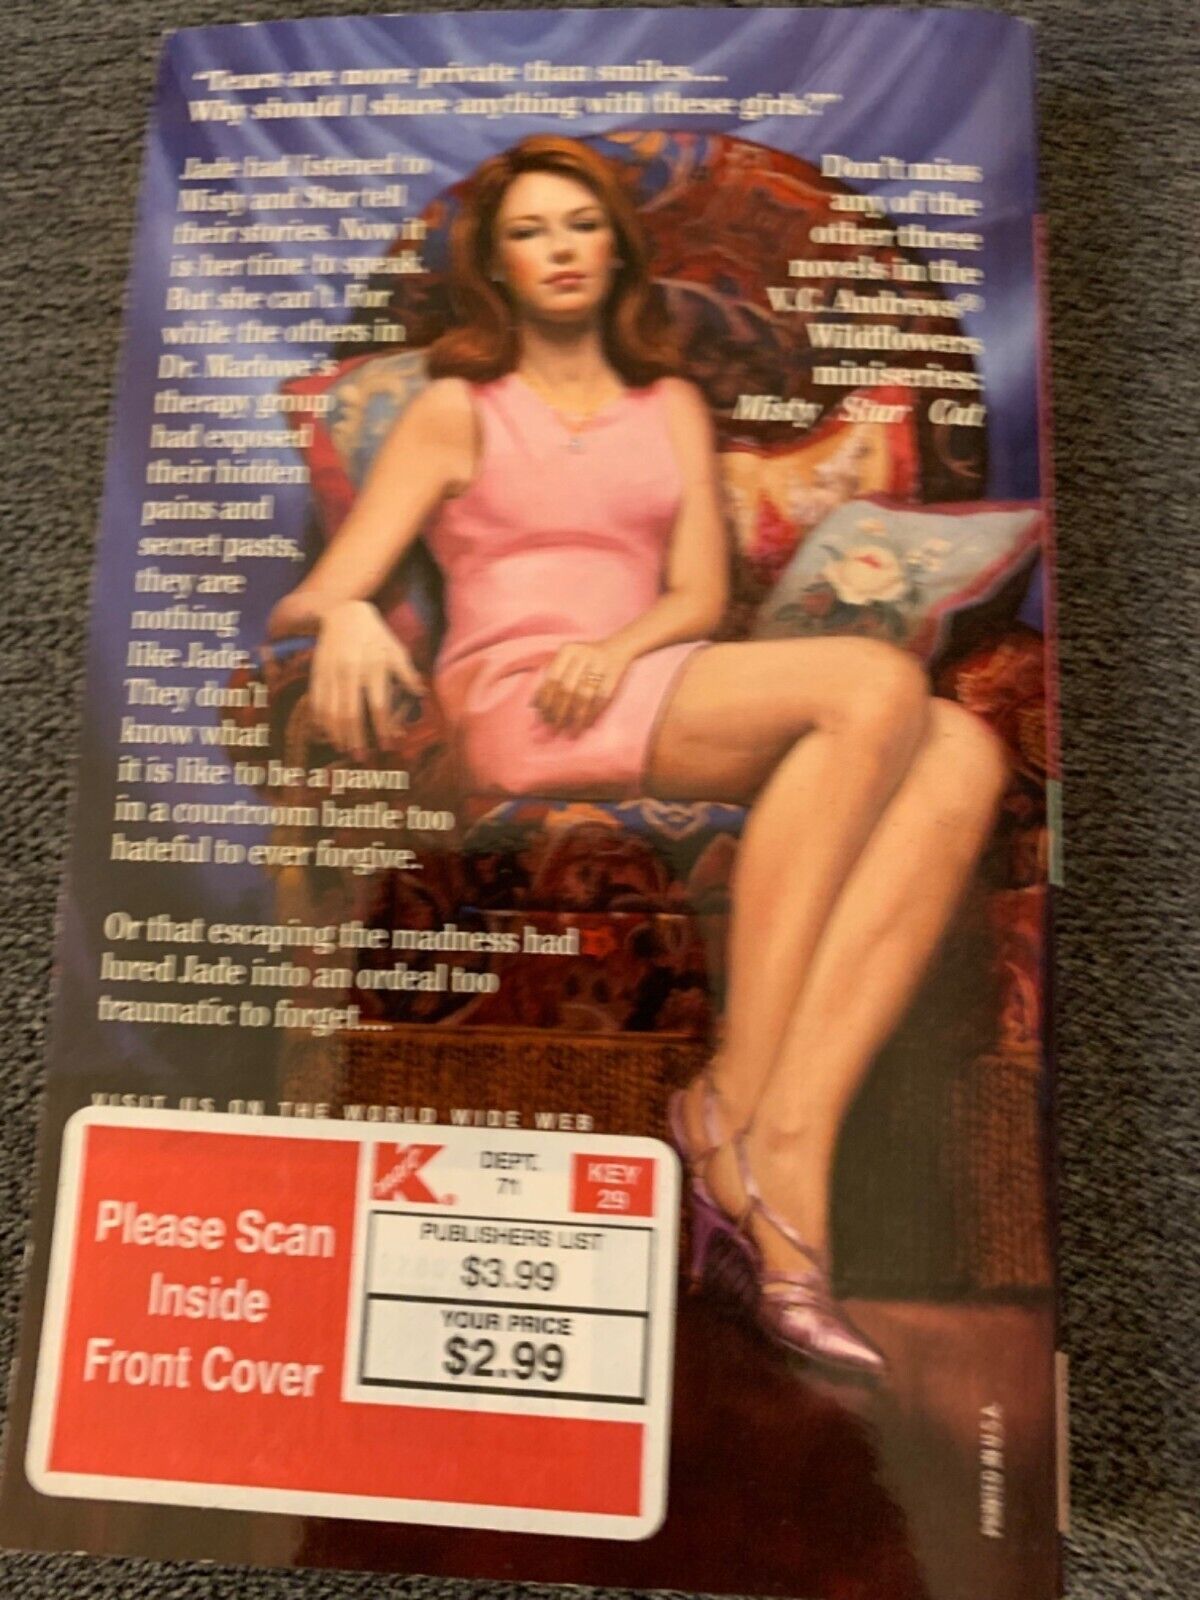 "Tears are more private than smiles....
Why should I share anything with these girls?"
Jade had listened to
Misty and Star tell
their stories. Now it
is her time to speak.
But she can't. For
while the others in
Dr. Marlowe's
therapy group
had exposed
their hidden
pains and
secret pasts,
they are
nothing
like Jade.
They don't
know what
it is like to be a pawn
in a courtroom battle too
hateful to ever forgive.
Or that escaping the madness had
lured Jade into an ordeal too
traumatic to forget....
Don't miss
any of the
other three
novels in the
V.C. Andrews®
Wildflowers
miniseries:
Misty Star Cat
VISIT US ON THE WORLD WIDE WEB
Please Scan
Inside
Front Cover
Kmart®
DEPT.
71
KEY
29
PUBLISHERS LIST
$3.99
YOUR PRICE
$2.99
PRINTED IN U.S.A.